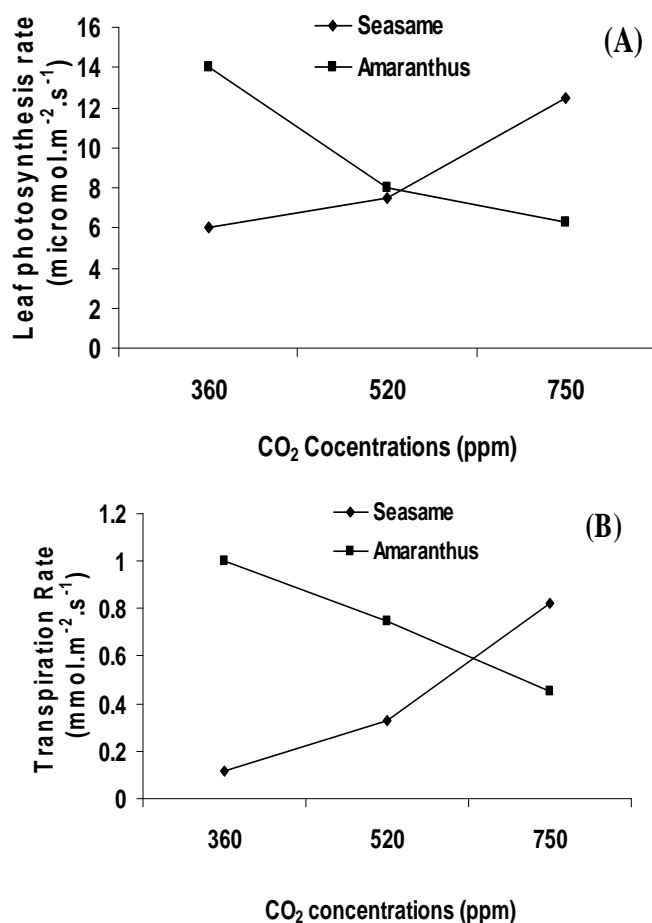 Seasame
Amaranthus
(A)
Leaf photosynthesis rate
(micromol.m-2.s-1)
16
14
12
10
8
6
4
2
0
360 520 750
CO2 Cocentrations (ppm)
Seasame
Amaranthus
(B)
Transpiration Rate
(mmol.m-2.s-1)
1.2
1
0.8
0.6
0.4
0.2
0
360 520 750
CO2 concentrations (ppm)